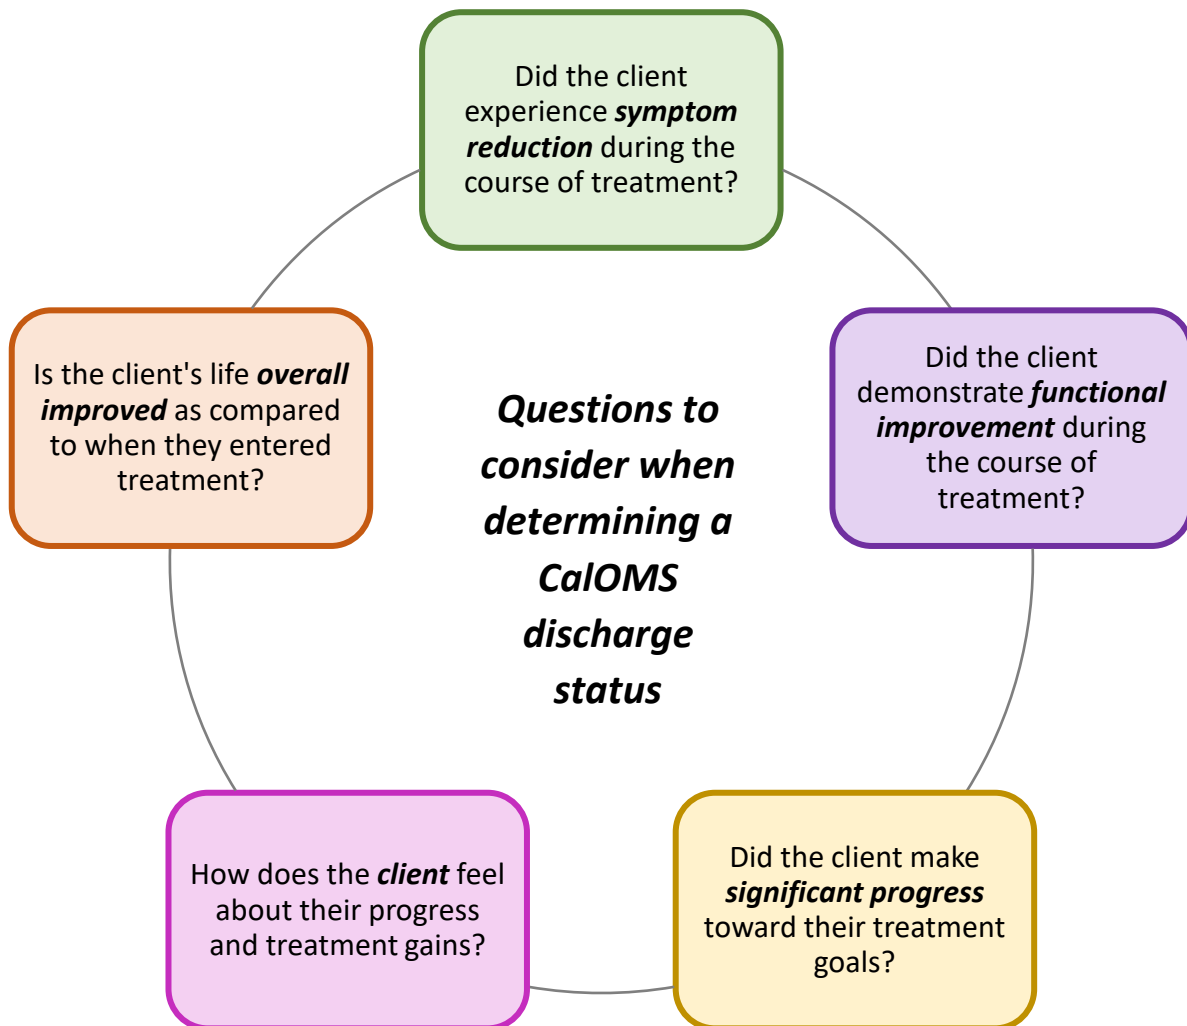 Did the client
experience symptom
reduction during the
course of treatment?
Did the client
demonstrate functional
improvement during
the course of
treatment?
Did the client make
significant progress
toward their treatment
goals?
How does the client feel
about their progress
and treatment gains?
Is the client's life overall
improved as compared
to when they entered
treatment?
Questions to
consider when
determining a
CalOMS
discharge
status